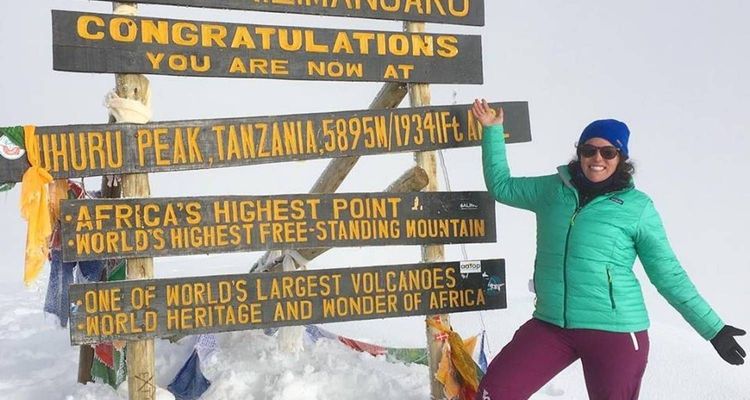 KILIMANJARO
CONGRATULATIONS
YOU ARE NOW AT
UHURU PEAK, TANZANIA, 5895M/19341Ft A
• AFRICA'S HIGHEST POINT
• WORLD'S HIGHEST FREE-STANDING MOUNTAIN
• ONE OF WORLD'S LARGEST VOLCANOES
• WORLD HERITAGE AND WONDER OF AFRICA